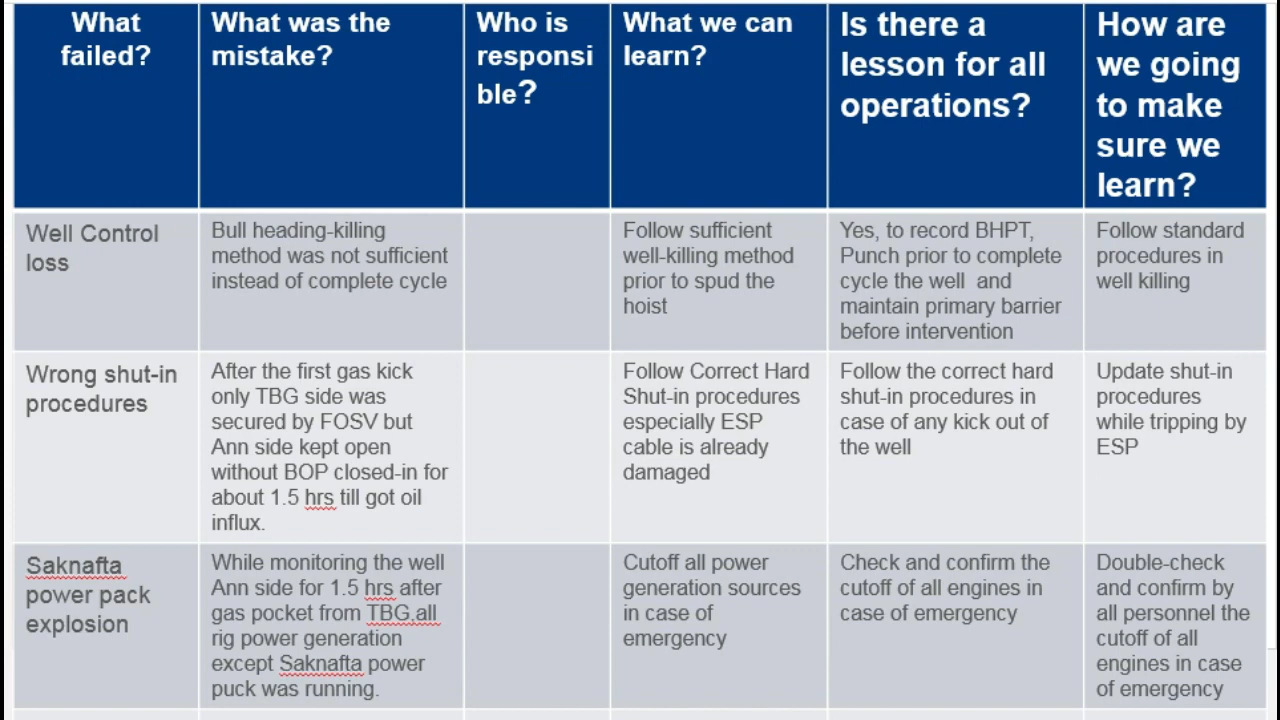 What
failed?
What was the
mistake?
Who is
responsi
ble?
What we can
learn?
Is there a
lesson for all
operations?
How are
we going
to make
sure we
learn?
Well Control
loss
Bull heading-killing
method was not sufficient
instead of complete cycle
Follow sufficient
well-killing method
prior to spud the
hoist
Yes, to record BHPT,
Punch prior to complete
cycle the well and
maintain primary barrier
before intervention
Follow standard
procedures in
well killing
Wrong shut-in
procedures
After the first gas kick
only TBG side was
secured by FOSV but
Ann side kept open
without BOP closed-in for
about 1.5 hrs till got oil
influx.
Follow Correct Hard
Shut-in procedures
especially ESP
cable is already
damaged
Follow the correct hard
shut-in procedures in
case of any kick out of
the well
Update shut-in
procedures
while tripping by
ESP
Saknafta
power pack
explosion
While monitoring the well
Ann side for 1.5 hrs after
gas pocket from TBG,all
rig power generation
except Saknafta power
puck was running.
Cutoff all power
generation sources
in case of
emergency
Check and confirm the
cutoff of all engines in
case of emergency
Double-check
and confirm by
all personnel the
cutoff of all
engines in case
of emergency